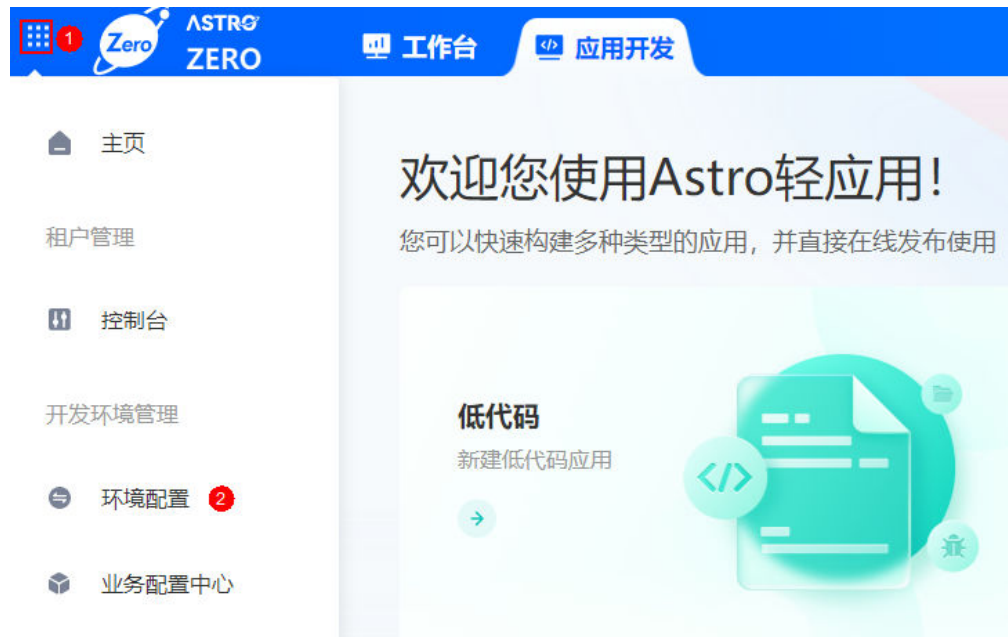 1
Zero
ASTRO
ZERO
工作台
应用开发
主页
租户管理
控制台
开发环境管理
环境配置 2
业务配置中心
欢迎您使用Astro轻应用！
您可以快速构建多种类型的应用，并直接在线发布使用
低代码
新建低代码应用